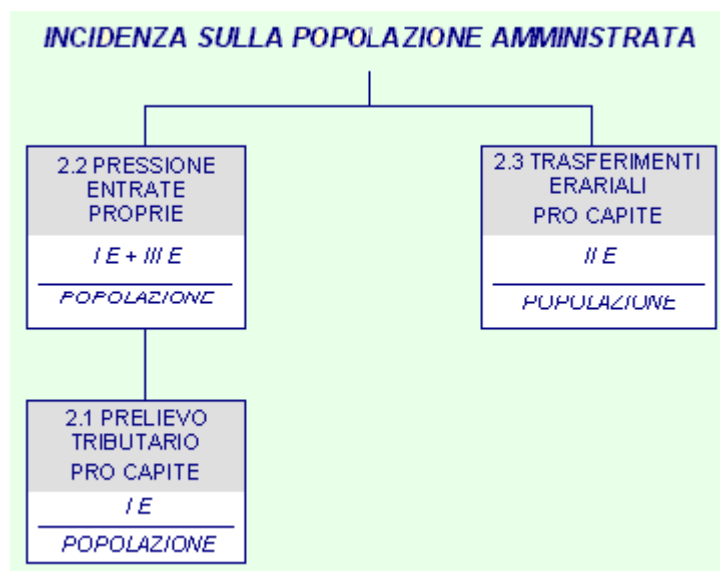 INCIDENZA SULLA POPOLAZIONE AMMINISTRATA
2.2 PRESSIONE
ENTRATE
PROPRIE
I E + III E
POPOLAZIONE
2.3 TRASFERIMENTI
ERARIALI
PRO CAPITE
II E
POPOLAZIONE
2.1 PRELIEVO
TRIBUTARIO
PRO CAPITE
I E
POPOLAZIONE